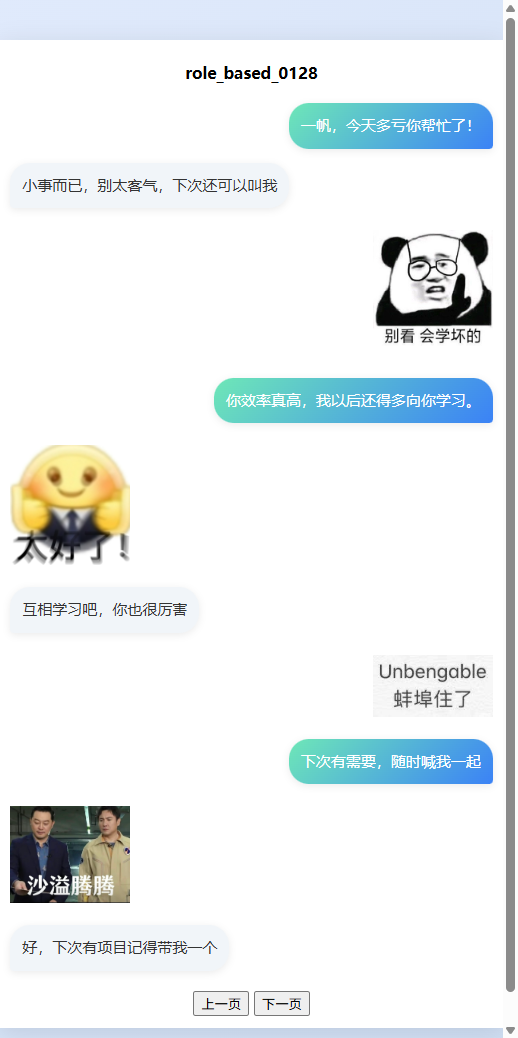 role_based_0128
一帆，今天多亏你帮忙了！
小事而已，别太客气，下次还可以叫我
别看 会学坏的
你效率真高，我以后还得多向你学习。
太好了！
互相学习吧，你也很厉害
Unbengable
蚌埠住了
下次有需要，随时喊我一起
沙溢腾腾
好，下次有项目记得带我一个
上一页 下一页